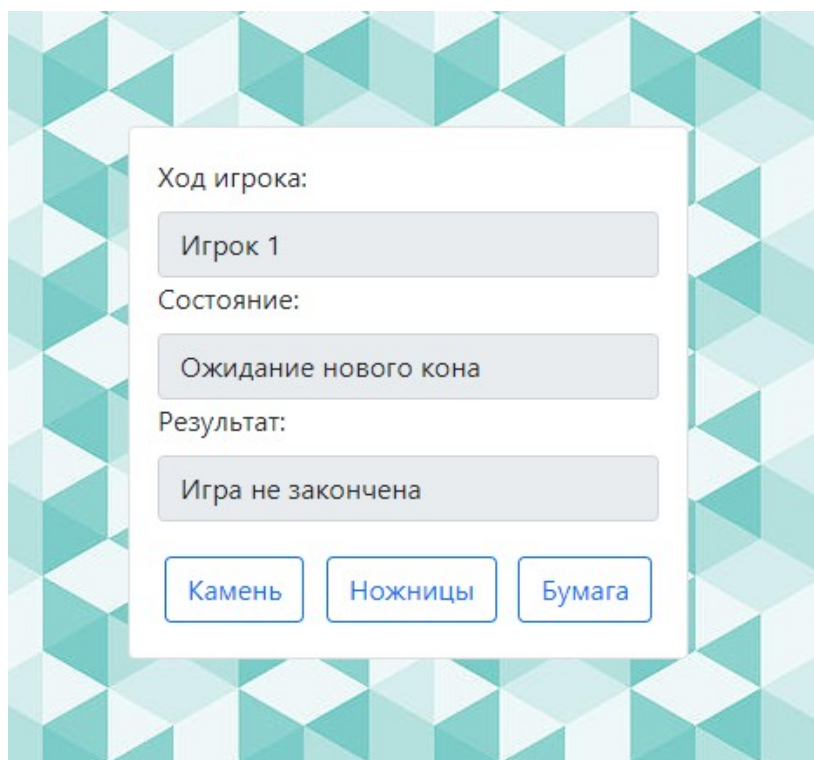 Ход игрока:
Игрок 1
Состояние:
Ожидание нового кона
Результат:
Игра не закончена
Камень Ножницы Бумага